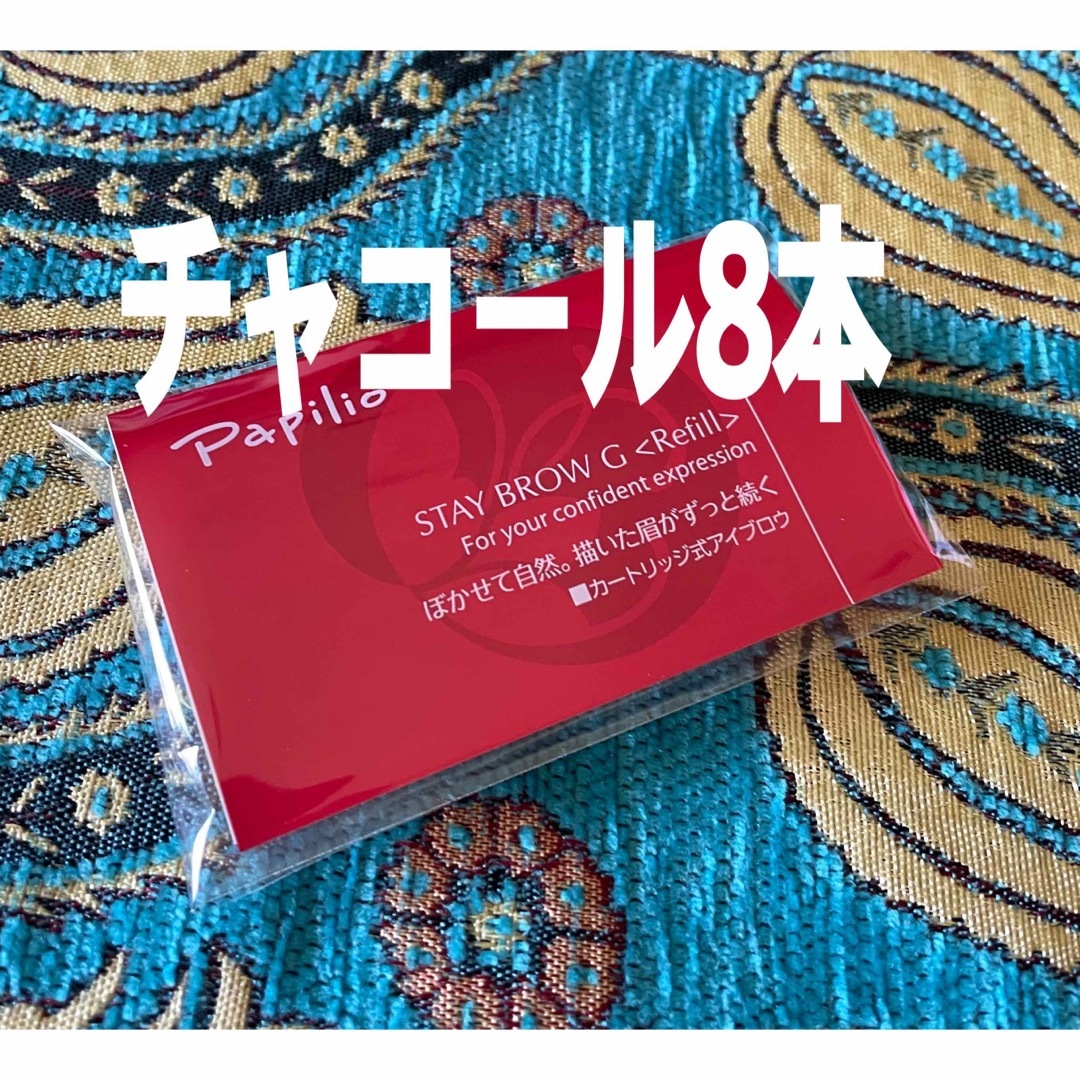 チャコール8本
Papilio
STAY BROW G <Refill>
For your confident expression
ぼかせて自然。描いた眉がずっと続く
■カートリッジ式アイブロウ